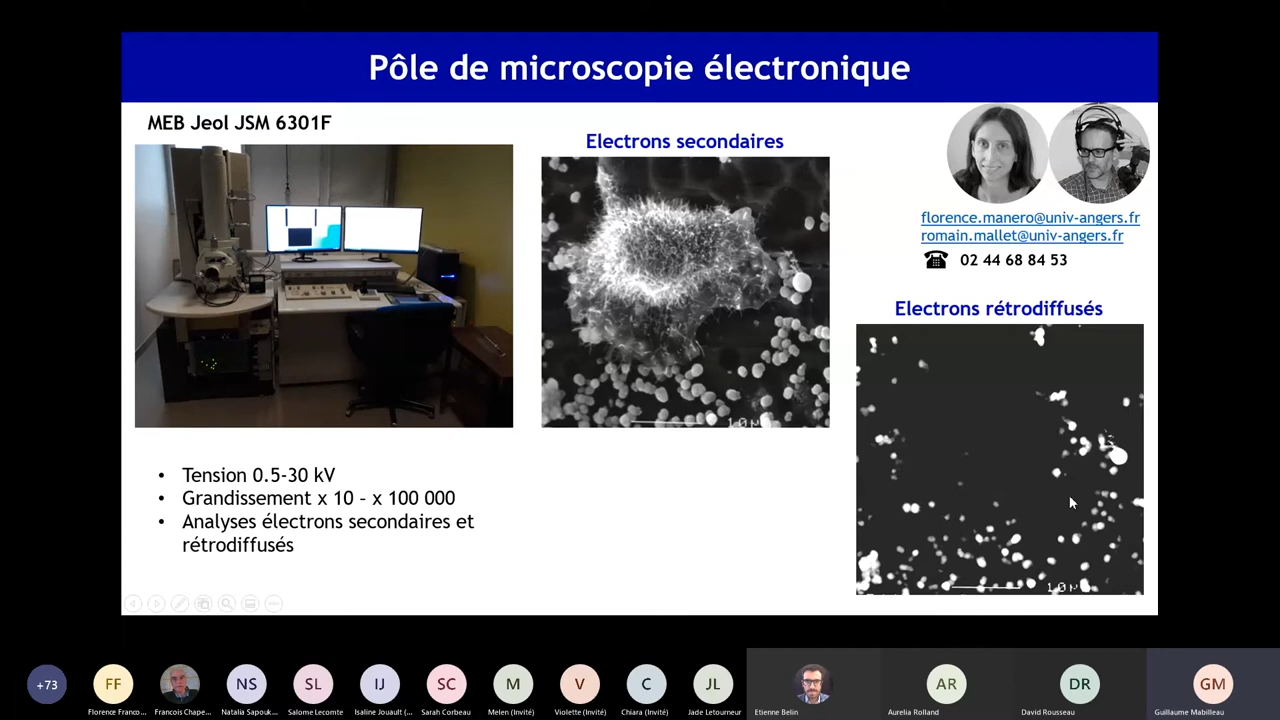 Pôle de microscopie électronique
MEB Jeol JSM 6301F
Electrons secondaires
10µ
florence.manero@univ-angers.fr
romain.mallet@univ-angers.fr
02 44 68 84 53
Electrons rétrodiffusés
10µ
• Tension 0.5-30 kV
• Grandissement x 10 – x 100 000
• Analyses électrons secondaires et
rétrodiffusés
+73
FF
NS
SL
IJ
SC
M
V
C
JL
AR
DR
GM
Florence Franco...
Francois Chape...
Natalia Sapouk...
Salome Lecomte
Isaline Jouault (...
Sarah Corbeau
Melen (Invité)
Violette (Invité)
Chiara (Invité)
Jade Letourneur
Etienne Belin
Aurelia Rolland
David Rousseau
Guillaume Mabilleau